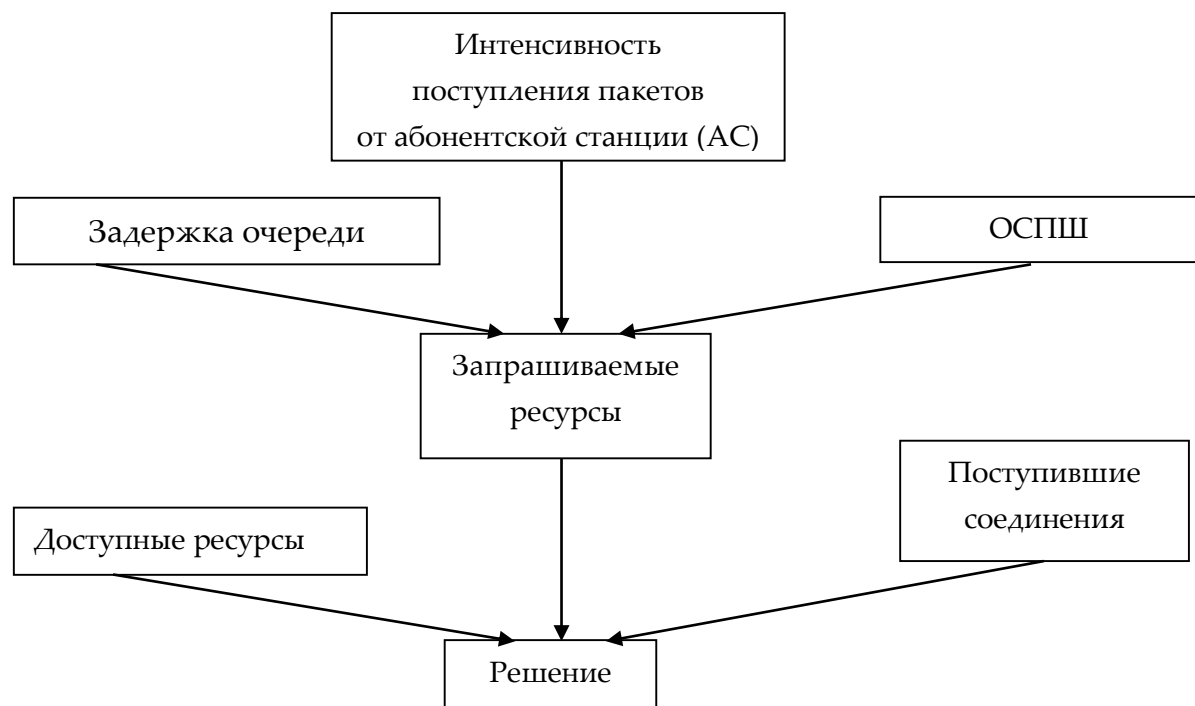 Интенсивность
поступления пакетов
от абонентской станции (АС)
Задержка очереди
ОСПШ
Запрашиваемые
ресурсы
Поступившие
соединения
Доступные ресурсы
Решение